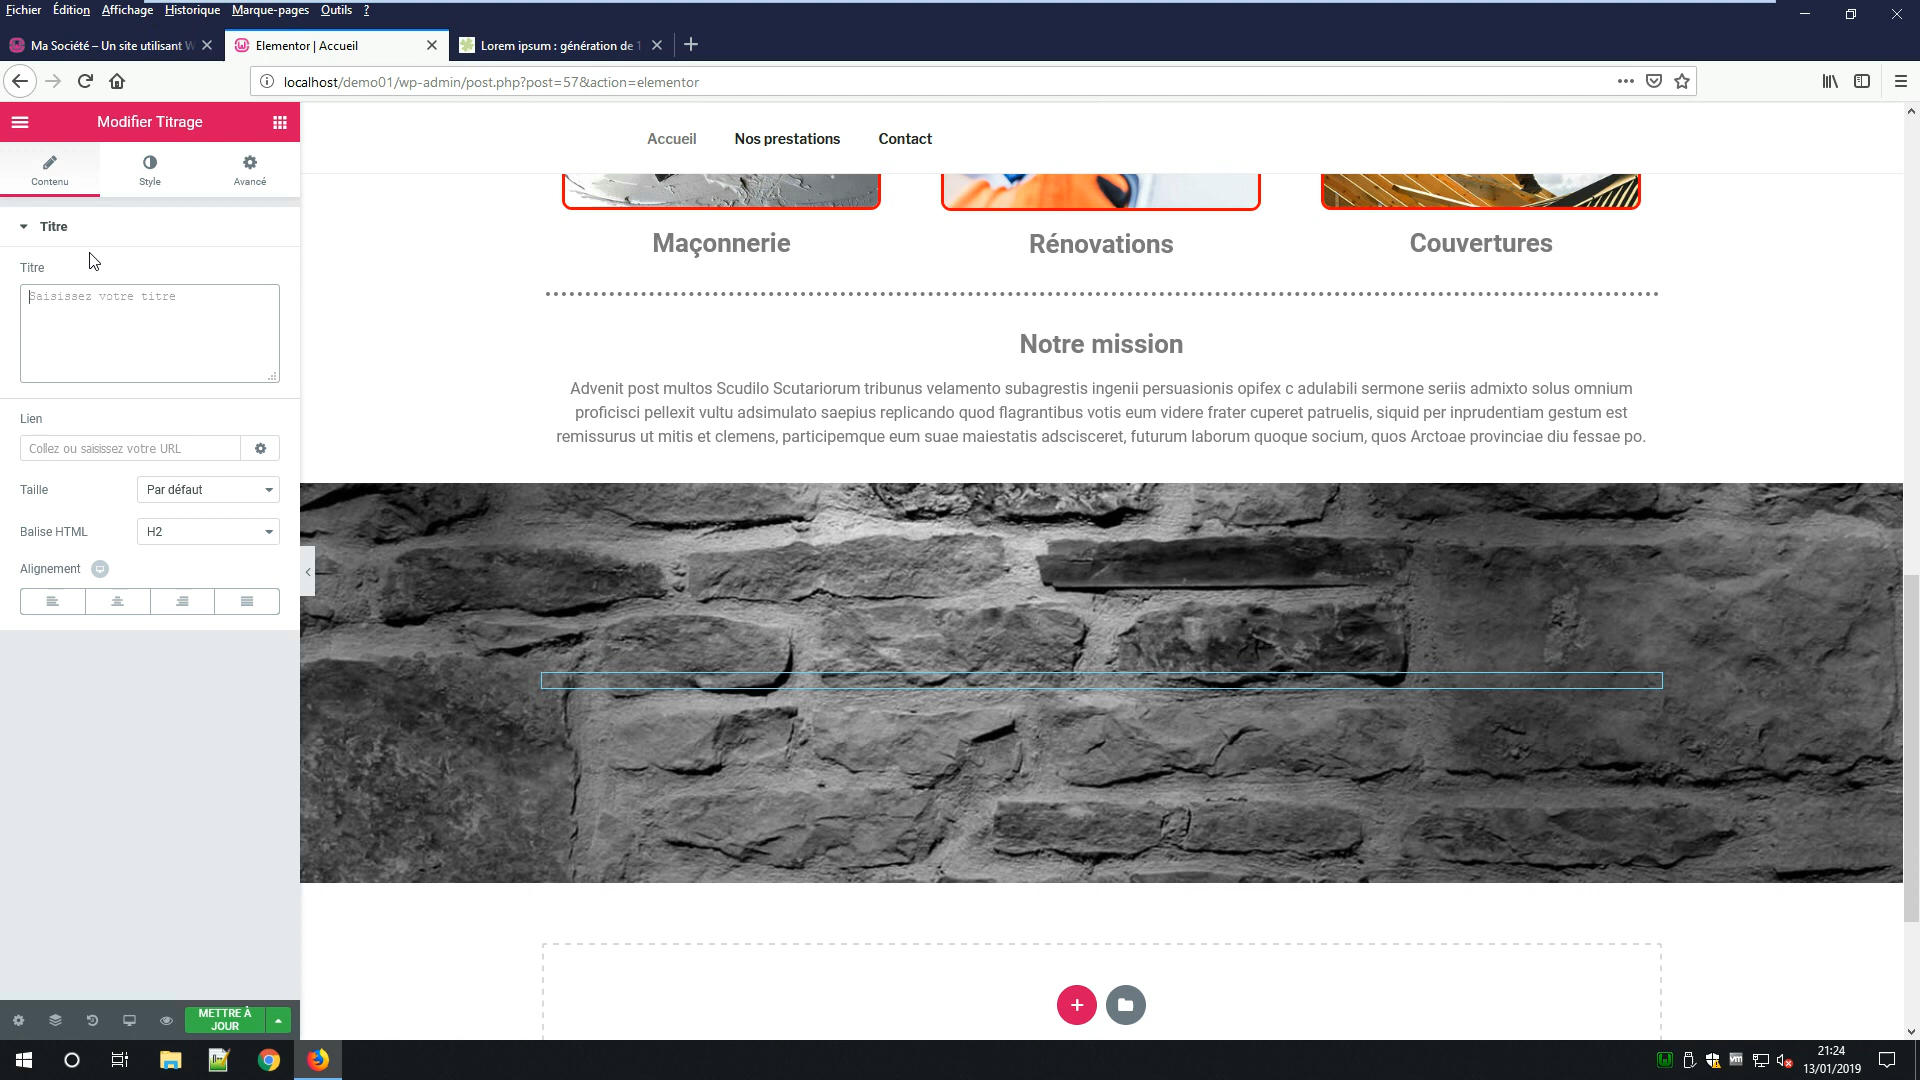 Fichier Édition Affichage Historique Marque-pages Outils ?
Ma Société – Un site utilisant W
Elementor | Accueil
Lorem ipsum : génération de 1
localhost/demo01/wp-admin/post.php?post=57&action=elementor
Modifier Titrage
Contenu Style Avancé
Titre
Titre
Saisissez votre titre
Lien
Collez ou saisissez votre URL
Taille Par défaut
Balise HTML H2
Alignement
METTRE À JOUR
Accueil Nos prestations Contact
Maçonnerie Rénovations Couvertures
Notre mission
Advenit post multos Scudilo Scutariorum tribunus velamento subagrestis ingenii persuasionis opifex c adulabili sermone seriis admixto solus omnium
proficisci pellexit vultu adsimulato saepius replicando quod flagrantibus votis eum videre frater cuperet patruelis, siquid per inprudentiam gestum est
remissurus ut mitis et clemens, participemque eum suae maiestatis adscisceret, futurum laborum quoque socium, quos Arctoae provinciae diu fessae po.
21:24
13/01/2019